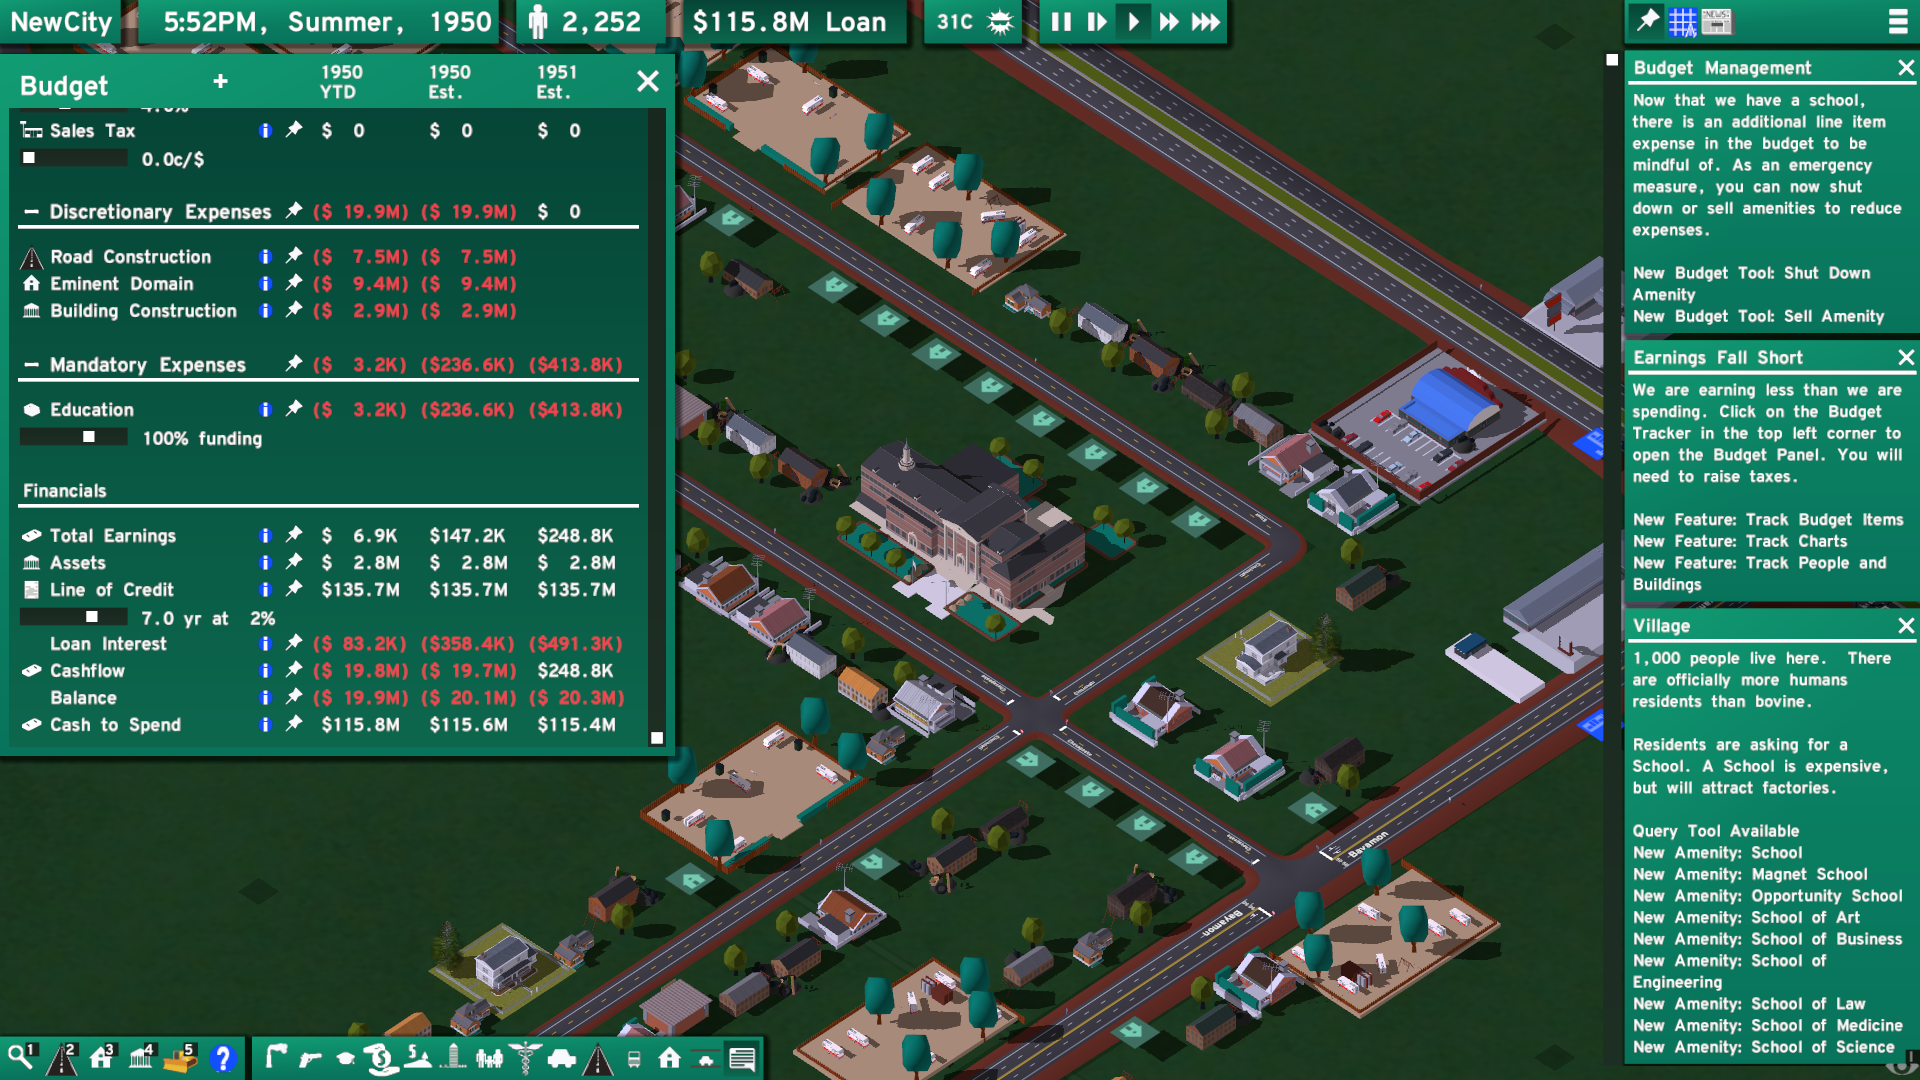 NewCity
5:52PM, Summer, 1950
2,252
$115.8M Loan
31C
Budget + 1950 YTD 1950 Est. 1951 Est.
Sales Tax $ 0 $ 0 $ 0
0.0c/$
Discretionary Expenses ($ 19.9M) ($ 19.9M) $ 0
Road Construction ($ 7.5M) ($ 7.5M)
Eminent Domain ($ 9.4M) ($ 9.4M)
Building Construction ($ 2.9M) ($ 2.9M)
Mandatory Expenses ($ 3.2K) ($236.6K) ($413.8K)
Education ($ 3.2K) ($236.6K) ($413.8K)
100% funding
Financials
Total Earnings $ 6.9K $147.2K $248.8K
Assets $ 2.8M $ 2.8M $ 2.8M
Line of Credit $135.7M $135.7M $135.7M
7.0 yr at 2%
Loan Interest ($ 83.2K) ($358.4K) ($491.3K)
Cashflow ($ 19.8M) ($ 19.7M) $248.8K
Balance ($ 19.9M) ($ 20.1M) ($ 20.3M)
Cash to Spend $115.8M $115.6M $115.4M
Budget Management
Now that we have a school,
there is an additional line item
expense in the budget to be
mindful of. As an emergency
measure, you can now shut
down or sell amenities to reduce
expenses.
New Budget Tool: Shut Down
Amenity
New Budget Tool: Sell Amenity
Earnings Fall Short
We are earning less than we are
spending. Click on the Budget
Tracker in the top left corner to
open the Budget Panel. You will
need to raise taxes.
New Feature: Track Budget Items
New Feature: Track Charts
New Feature: Track People and
Buildings
Village
1,000 people live here. There
are officially more humans
residents than bovine.
Residents are asking for a
School. A School is expensive,
but will attract factories.
Query Tool Available
New Amenity: School
New Amenity: Magnet School
New Amenity: Opportunity School
New Amenity: School of Art
New Amenity: School of Business
New Amenity: School of
Engineering
New Amenity: School of Law
New Amenity: School of Medicine
New Amenity: School of Science
NEWS
Bayamon
Bayamon
1 2 3 4 5 ?